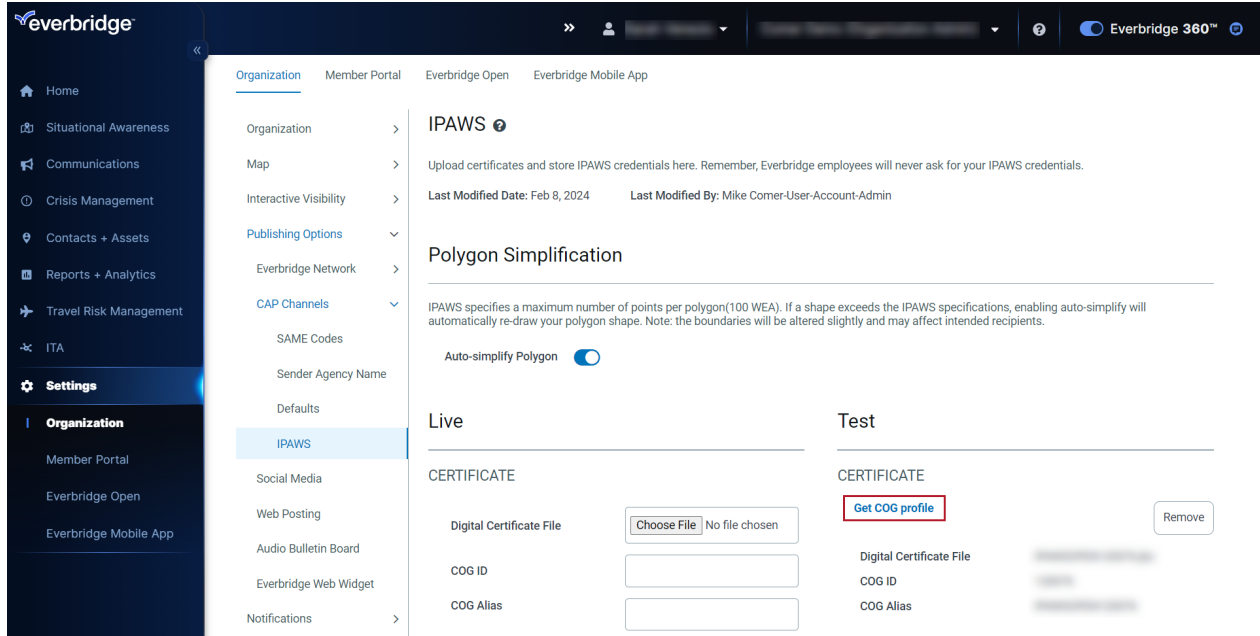 everbridge™
»
Everbridge 360™
«
Home
Situational Awareness
Communications
Crisis Management
Contacts + Assets
Reports + Analytics
Travel Risk Management
ITA
Settings
Organization
Member Portal
Everbridge Open
Everbridge Mobile App
Organization Member Portal Everbridge Open Everbridge Mobile App
Organization
Map
Interactive Visibility
Publishing Options
Everbridge Network
CAP Channels
SAME Codes
Sender Agency Name
Defaults
IPAWS
Social Media
Web Posting
Audio Bulletin Board
Everbridge Web Widget
Notifications
IPAWS
Upload certificates and store IPAWS credentials here. Remember, Everbridge employees will never ask for your IPAWS credentials.
Last Modified Date: Feb 8, 2024 Last Modified By: Mike Comer-User-Account-Admin
Polygon Simplification
IPAWS specifies a maximum number of points per polygon(100 WEA). If a shape exceeds the IPAWS specifications, enabling auto-simplify will
automatically re-draw your polygon shape. Note: the boundaries will be altered slightly and may affect intended recipients.
Auto-simplify Polygon
Live
CERTIFICATE
Digital Certificate File Choose File No file chosen
COG ID
COG Alias
Test
CERTIFICATE
Get COG profile
Remove
Digital Certificate File
COG ID
COG Alias